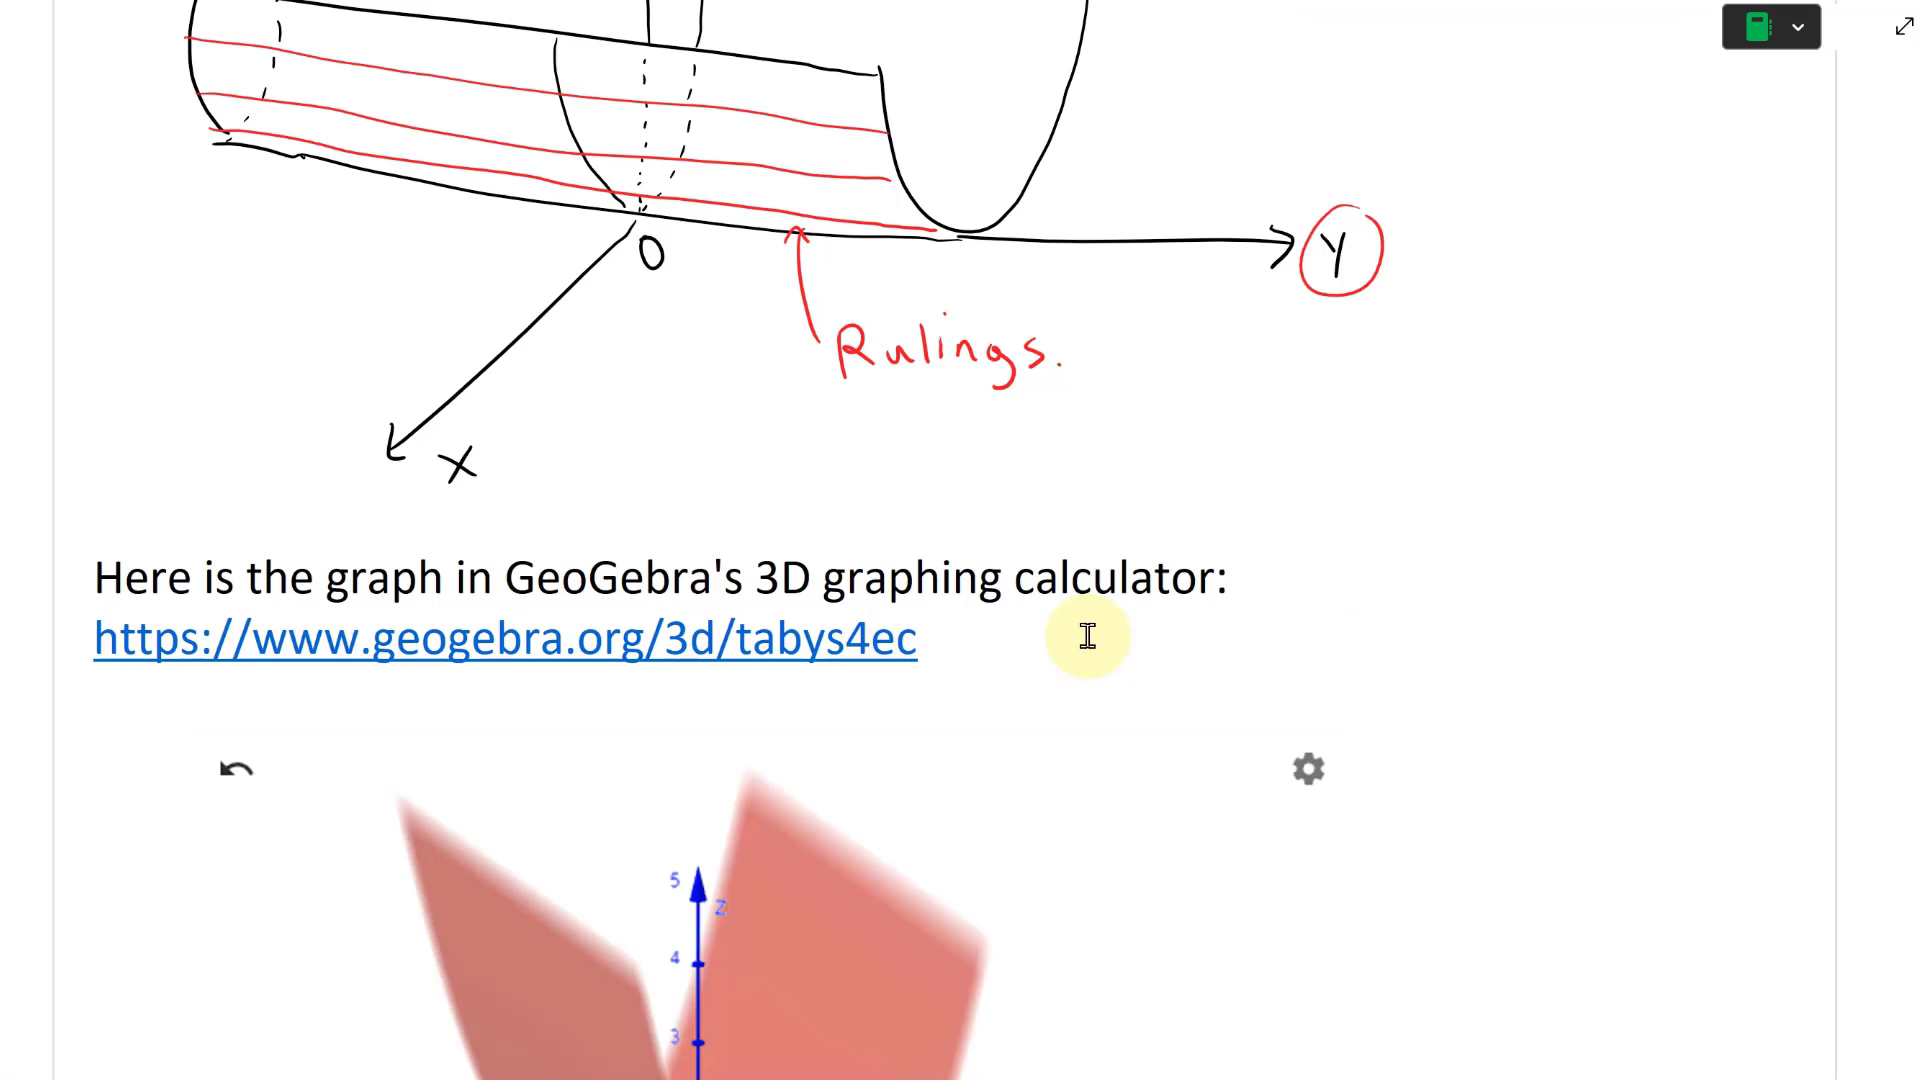 Y
O
Rulings.
X
Here is the graph in GeoGebra's 3D graphing calculator:
https://www.geogebra.org/3d/tabys4ec
5
z
4
3